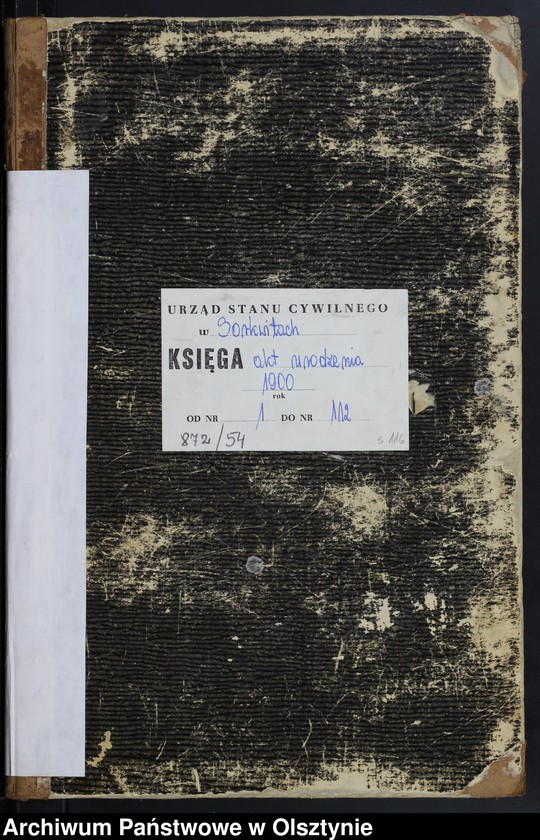 URZĄD STANU CYWILNEGO
w Sorkwitach
KSIĘGA akt urodzenia
1900
rok
OD NR 1 DO NR 112
872/54
s. 116
Archiwum Państwowe w Olsztynie